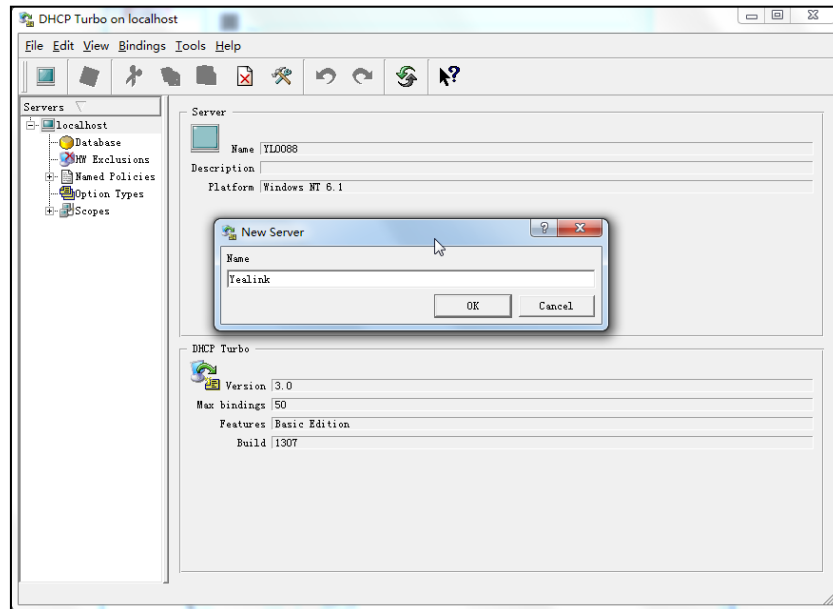 DHCP Turbo on localhost
File Edit View Bindings Tools Help
Servers
localhost
Database
HW Exclusions
Named Policies
Option Types
Scopes
Server
Name YL0088
Description
Platform Windows NT 6.1
New Server
Name
Yealink
OK Cancel
DHCP Turbo
Version 3.0
Max bindings 50
Features Basic Edition
Build 1307